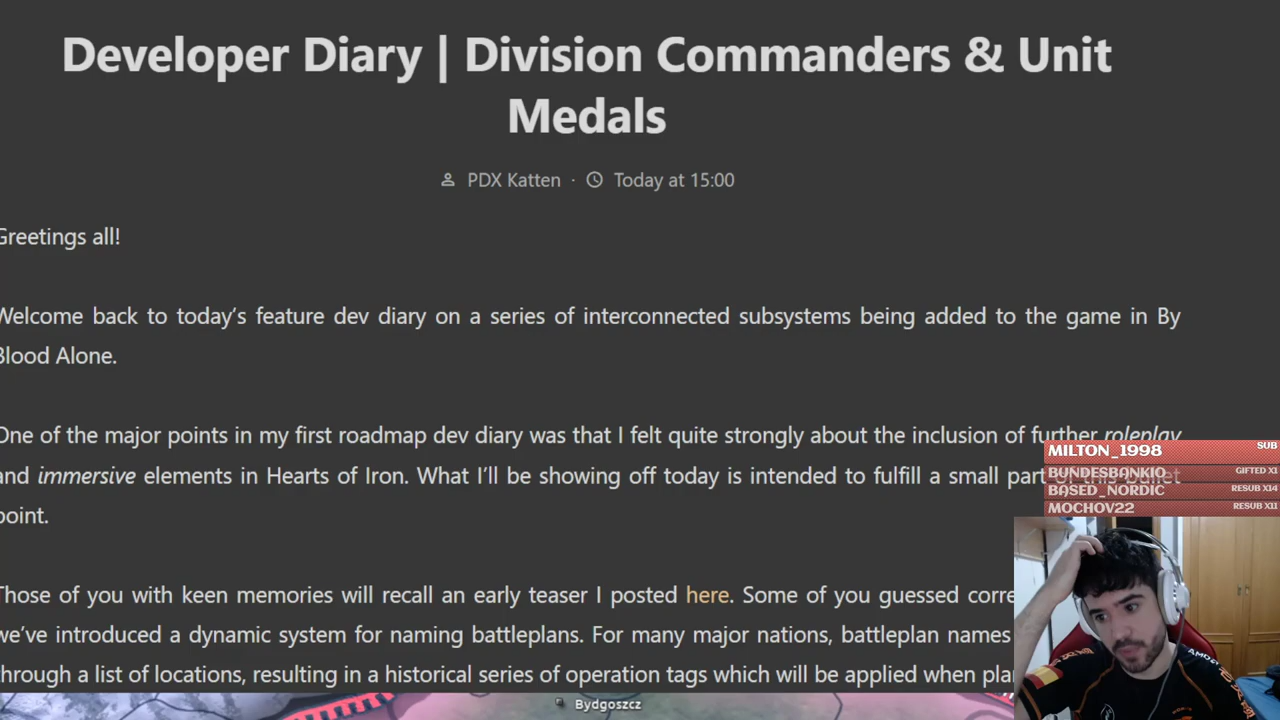 Developer Diary | Division Commanders & Unit
Medals
PDX Katten · Today at 15:00
Greetings all!
Welcome back to today's feature dev diary on a series of interconnected subsystems being added to the game in By
Blood Alone.
One of the major points in my first roadmap dev diary was that I felt quite strongly about the inclusion of further roleplay
and immersive elements in Hearts of Iron. What I'll be showing off today is intended to fulfill a small part of this bullet
point.
MILTON_1998 SUB
BUNDESBANKIO GIFTED X1
BASED_NORDIC RESUB X14
MOCHOV22 RESUB X11
Those of you with keen memories will recall an early teaser I posted here. Some of you guessed corre
we've introduced a dynamic system for naming battleplans. For many major nations, battleplan names
through a list of locations, resulting in a historical series of operation tags which will be applied when pla
Bydgoszcz